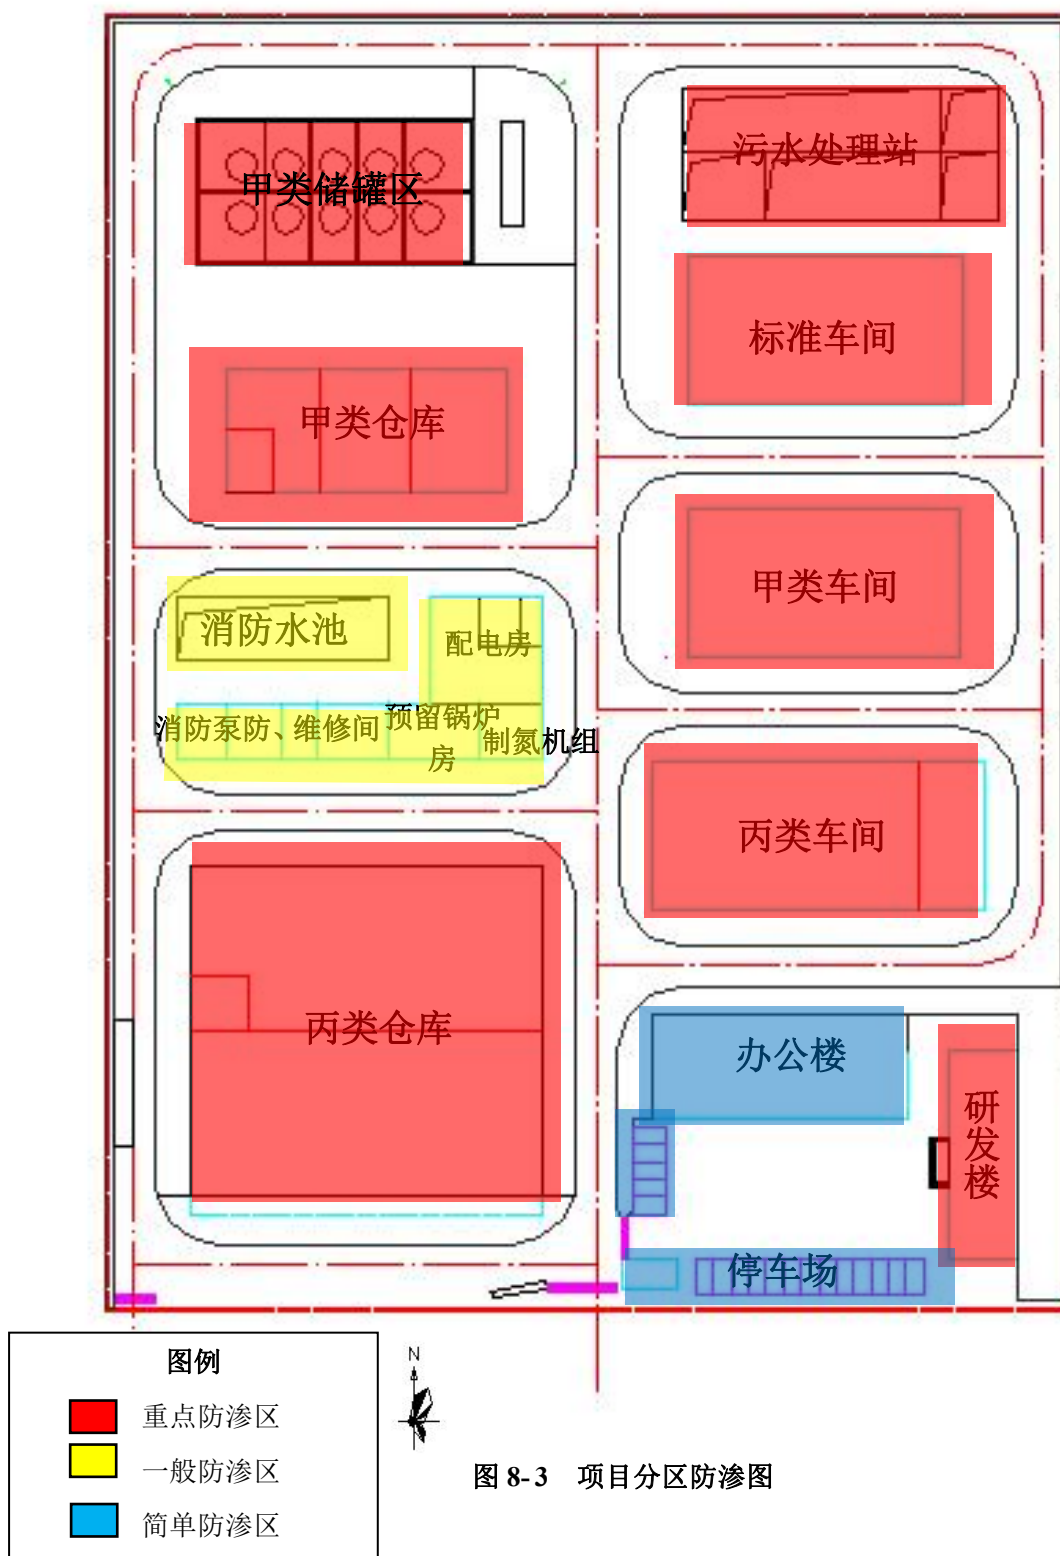 甲类储罐区
污水处理站
标准车间
甲类仓库
甲类车间
消防水池
配电房
消防泵防、维修间
预留锅炉
房
制氮机组
丙类车间
丙类仓库
办公楼
研
发
楼
停车场
图例
重点防渗区
一般防渗区
简单防渗区
N
图 8-3 项目分区防渗图